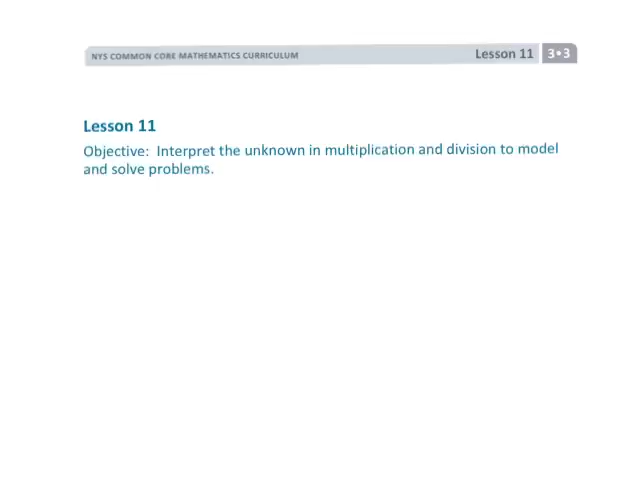 NYS COMMON CORE MATHEMATICS CURRICULUM Lesson 11 3•3
Lesson 11
Objective: Interpret the unknown in multiplication and division to model
and solve problems.